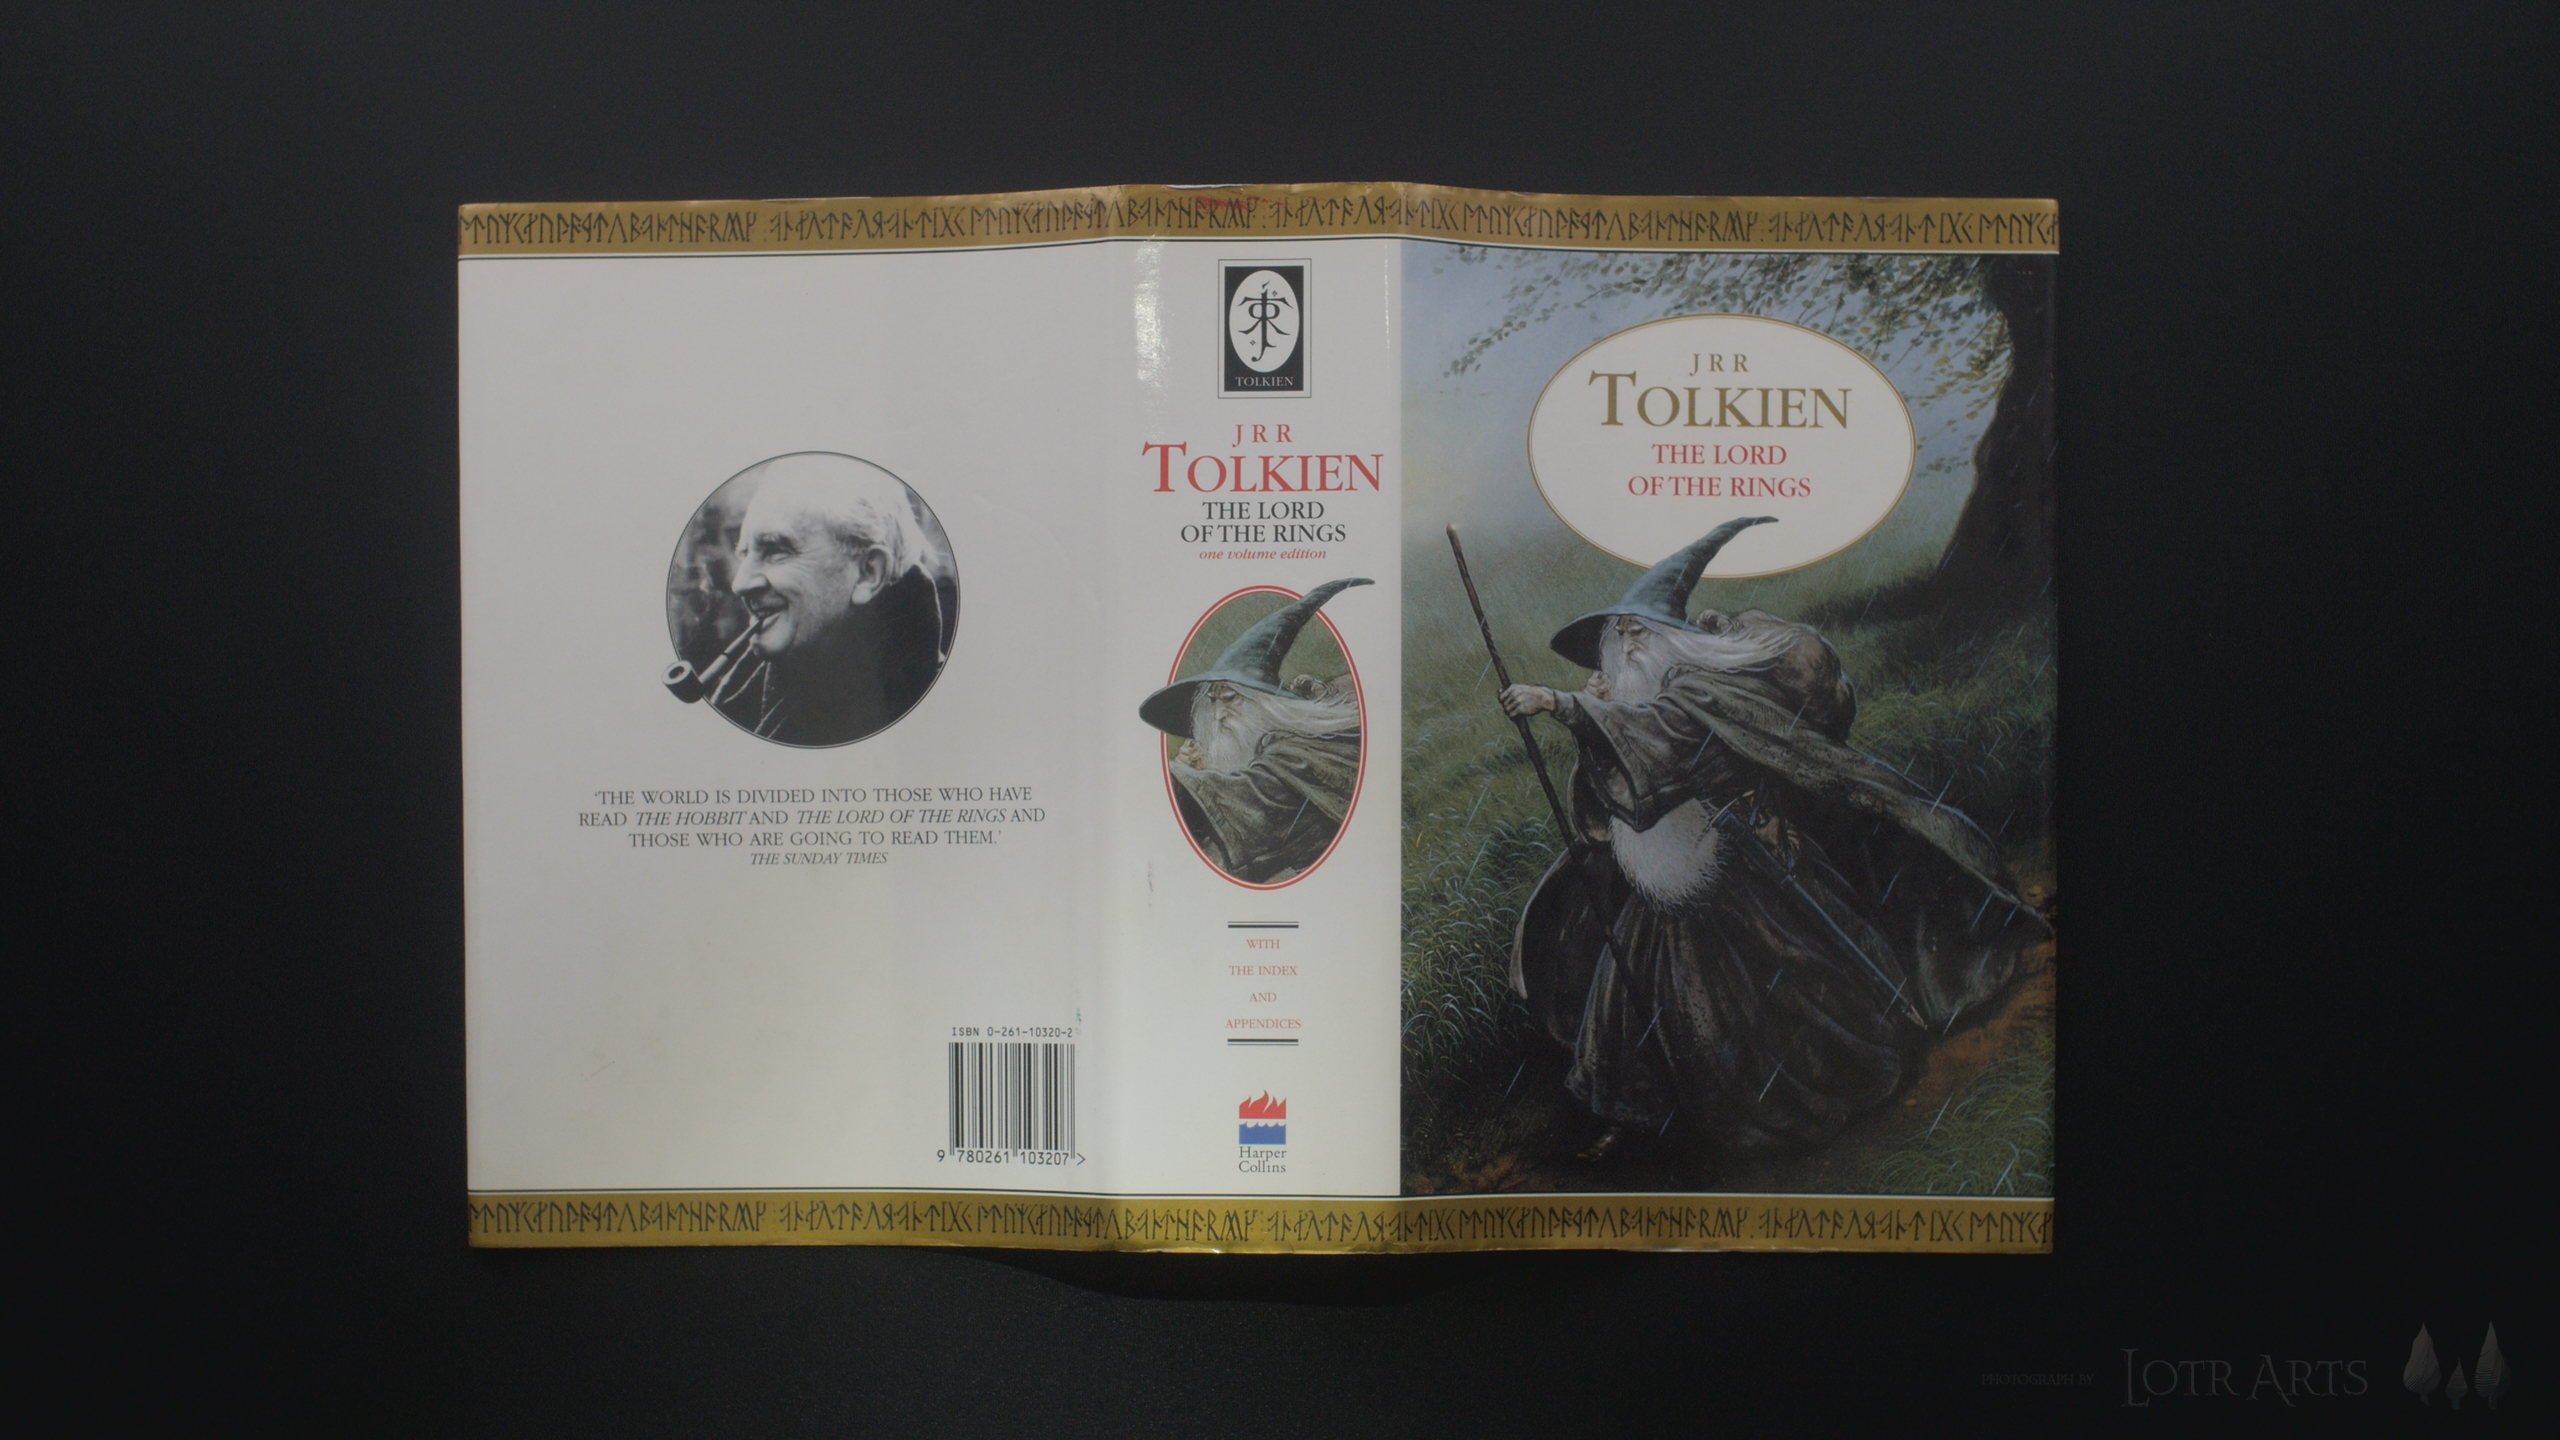 'THE WORLD IS DIVIDED INTO THOSE WHO HAVE
READ THE HOBBIT AND THE LORD OF THE RINGS AND
THOSE WHO ARE GOING TO READ THEM.'
THE SUNDAY TIMES
ISBN 0-261-10320-2
9 780261 103207 >
TOLKIEN
J R R
TOLKIEN
THE LORD
OF THE RINGS
one volume edition
WITH
THE INDEX
AND
APPENDICES
Harper
Collins
J R R
TOLKIEN
THE LORD
OF THE RINGS
PHOTOGRAPH BY LOTR ARTS